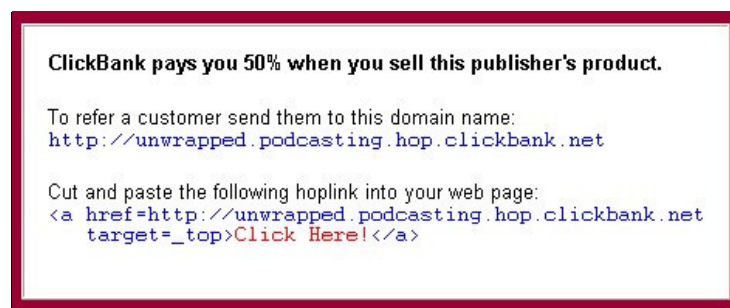 ClickBank pays you 50% when you sell this publisher's product.
To refer a customer send them to this domain name:
http://unwrapped.podcasting.hop.clickbank.net
Cut and paste the following hoplink into your web page:
<a href=http://unwrapped.podcasting.hop.clickbank.net
target=_top>Click Here!</a>